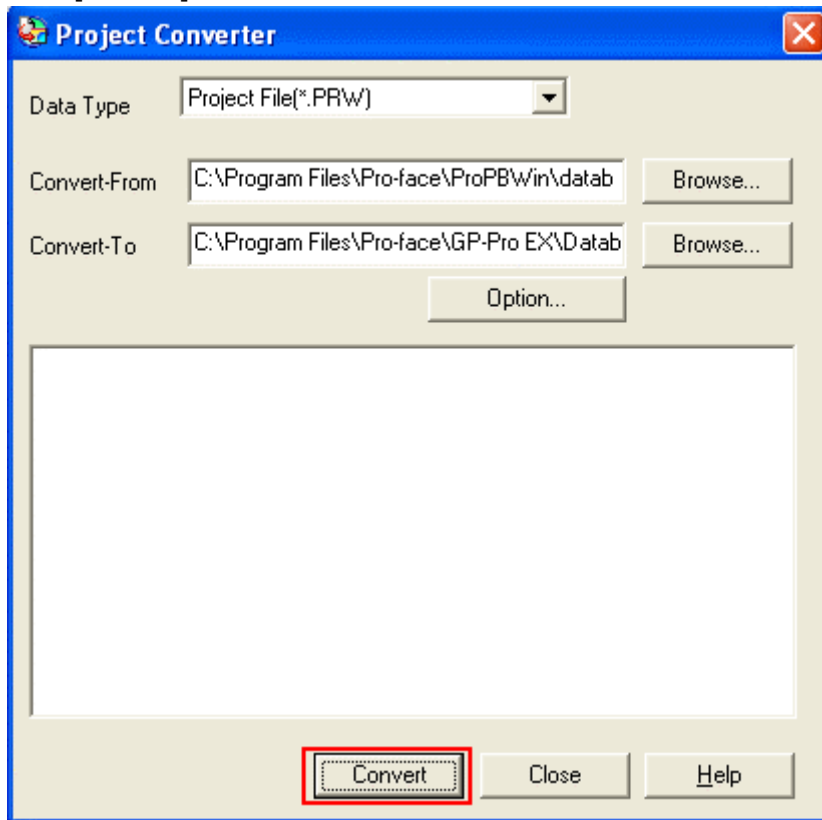 Project Converter
Data Type Project File(*.PRW)
Convert-From C:\Program Files\Pro-face\ProPBWin\datab Browse...
Convert-To C:\Program Files\Pro-face\GP-Pro EX\Datab Browse...
Option...
Convert Close Help